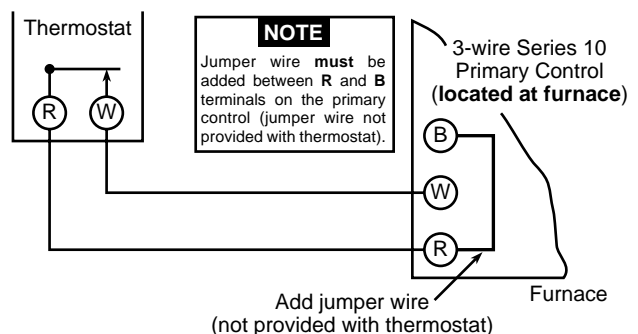 Thermostat
R
W
NOTE
Jumper wire must be
added between R and B
terminals on the primary
control (jumper wire not
provided with thermostat).
3-wire Series 10
Primary Control
(located at furnace)
B
W
R
Furnace
Add jumper wire
(not provided with thermostat)